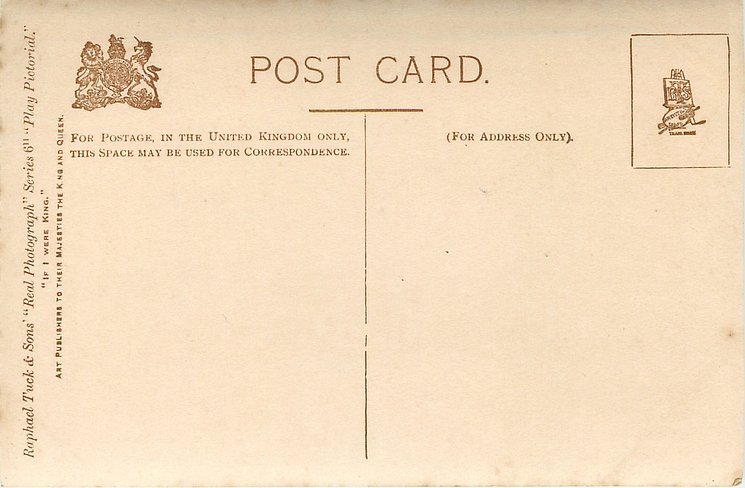 POST CARD.
FOR POSTAGE, IN THE UNITED KINGDOM ONLY,
THIS SPACE MAY BE USED FOR CORRESPONDENCE.
(FOR ADDRESS ONLY).
TRADE MARK
Raphael Tuck & Sons' "Real Photograph" Series 6" "Play Pictorial."
"IF I WERE KING."
ART PUBLISHERS TO THEIR MAJESTIES THE KING AND QUEEN.